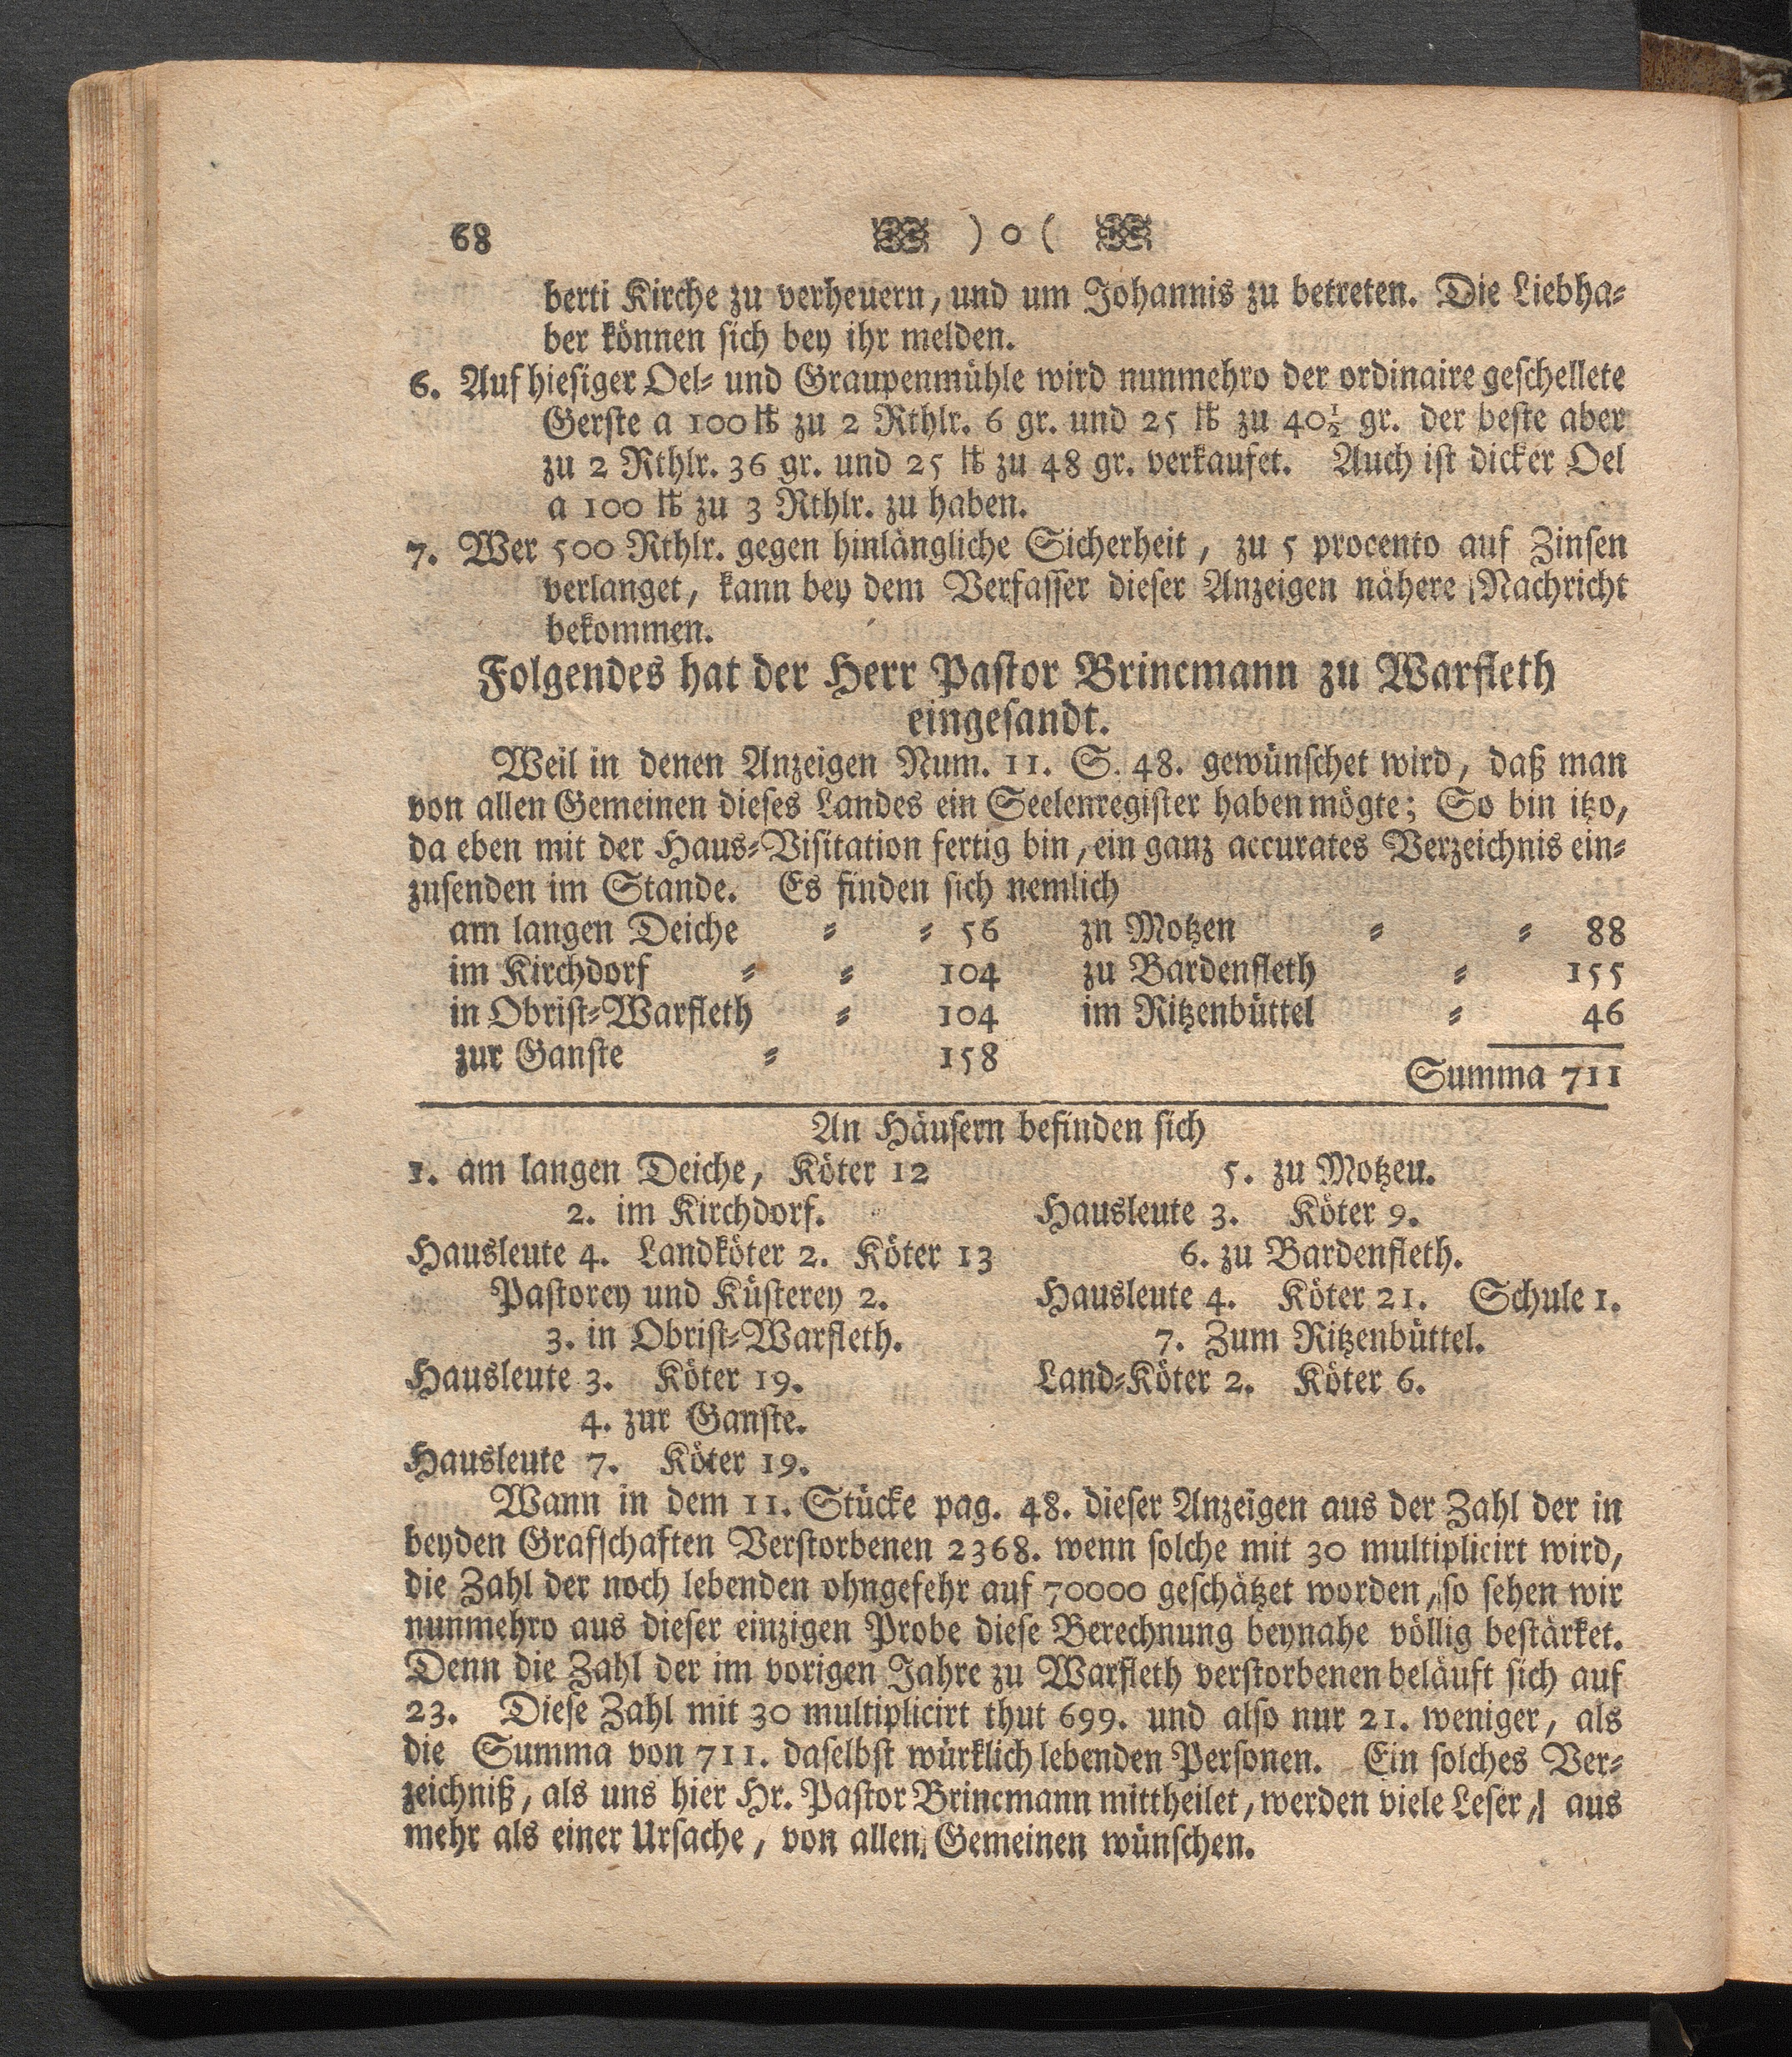 68 ) o (
berti Kirche zu verheuern, und um Johannis zu betreten. Die Liebha-
ber können sich bey ihr melden.
6. Auf hiesiger Oel- und Graupenmühle wird nunmehro der ordinaire geschellete
Gerste a 100 ℔ zu 2 Rthlr. 6 gr. und 25 ℔ zu 40½ gr. der beste aber
zu 2 Rthlr. 36 gr. und 25 ℔ zu 48 gr. verkaufet. Auch ist dicker Oel
a 100 ℔ zu 3 Rthlr. zu haben.
7. Wer 500 Rthlr. gegen hinlängliche Sicherheit, zu 5 procento auf Zinsen
verlanget, kann bey dem Verfasser dieser Anzeigen nähere Nachricht
bekommen.
Folgendes hat der Herr Pastor Brincmann zu Warfleth
eingesandt.
Weil in denen Anzeigen Num. 11. S. 48. gewünschet wird, daß man
von allen Gemeinen dieses Landes ein Seelenregister haben mögte; So bin itzo,
da eben mit der Haus-Visitation fertig bin, ein ganz accurates Verzeichnis ein-
zusenden im Stande. Es finden sich nemlich
am langen Deiche - - 56 zn Motzen - - 88
im Kirchdorf - - 104 zu Bardenfleth - 155
in Obrist-Warfleth - 104 im Ritzenbüttel - 46
zur Ganste - 158
Summa 711
An Häusern befinden sich
1. am langen Deiche, Köter 12
2. im Kirchdorf.
Hausleute 4. Landköter 2. Köter 13
Pastorey und Küsterey 2.
3. in Obrist-Warfleth.
Hausleute 3. Köter 19.
4. zur Ganste.
Hausleute 7. Köter 19.
5. zu Motzen.
Hausleute 3. Köter 9.
6. zu Bardenfleth.
Hausleute 4. Köter 21. Schule 1.
7. Zum Ritzenbüttel.
Land-Köter 2. Köter 6.
Wann in dem 11. Stücke pag. 48. dieser Anzeigen aus der Zahl der in
beyden Grafschaften Verstorbenen 2368. wenn solche mit 30 multiplicirt wird,
die Zahl der noch lebenden ohngefehr auf 70000 geschätzet worden, so sehen wir
nunmehro aus dieser einzigen Probe diese Berechnung beynahe völlig bestärket.
Denn die Zahl der im vorigen Jahre zu Warfleth verstorbenen beläuft sich auf
23. Diese Zahl mit 30 multiplicirt thut 699. und also nur 21. weniger, als
die Summa von 711. daselbst würklich lebenden Personen. Ein solches Ver-
zeichniß, als uns hier Hr. Pastor Brincmann mittheilet, werden viele Leser, aus
mehr als einer Ursache, von allen Gemeinen wünschen.